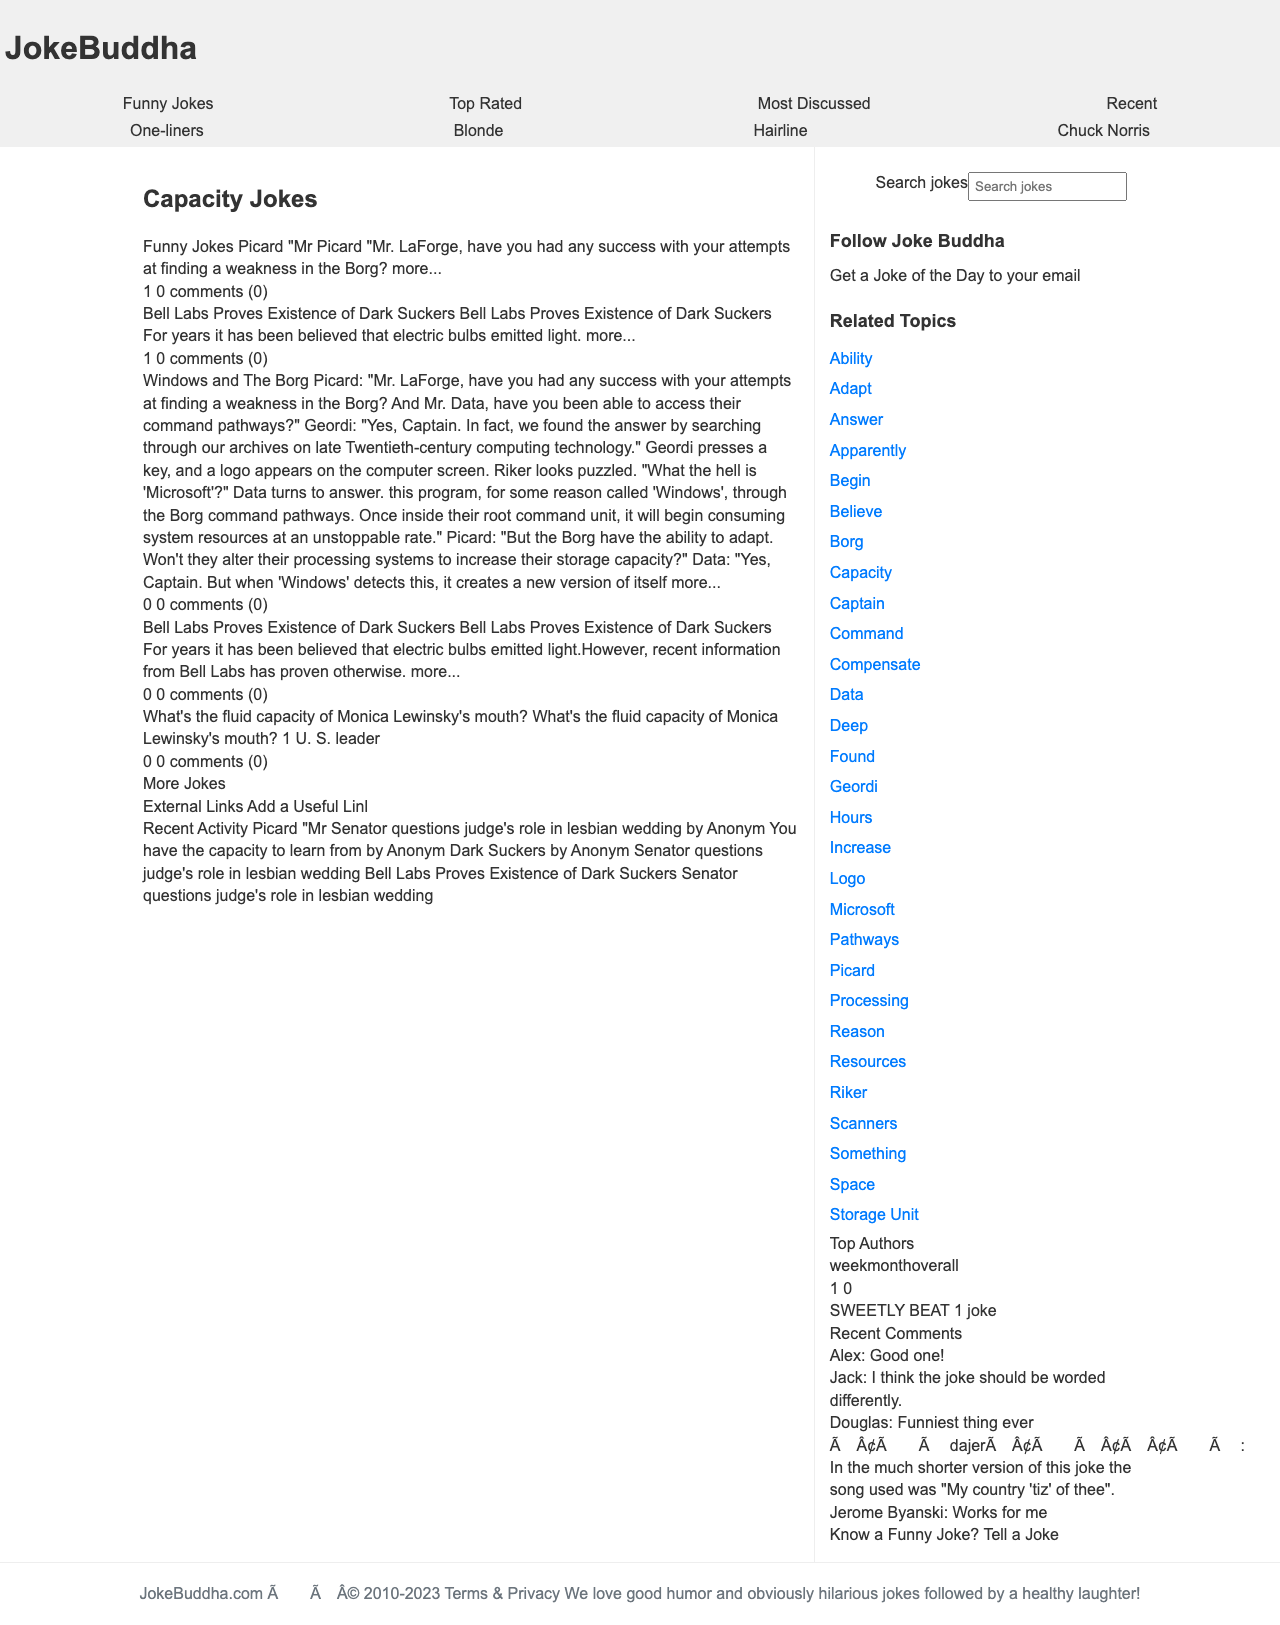 JokeBuddha
Funny Jokes Top Rated Most Discussed Recent
One-liners Blonde Hairline Chuck Norris
Capacity Jokes
Funny Jokes Picard "Mr Picard "Mr. LaForge, have you had any success with your attempts
at finding a weakness in the Borg? more...
1 0 comments (0)
Bell Labs Proves Existence of Dark Suckers Bell Labs Proves Existence of Dark Suckers
For years it has been believed that electric bulbs emitted light. more...
1 0 comments (0)
Windows and The Borg Picard: "Mr. LaForge, have you had any success with your attempts
at finding a weakness in the Borg? And Mr. Data, have you been able to access their
command pathways?" Geordi: "Yes, Captain. In fact, we found the answer by searching
through our archives on late Twentieth-century computing technology." Geordi presses a
key, and a logo appears on the computer screen. Riker looks puzzled. "What the hell is
'Microsoft'?" Data turns to answer. this program, for some reason called 'Windows', through
the Borg command pathways. Once inside their root command unit, it will begin consuming
system resources at an unstoppable rate." Picard: "But the Borg have the ability to adapt.
Won't they alter their processing systems to increase their storage capacity?" Data: "Yes,
Captain. But when 'Windows' detects this, it creates a new version of itself more...
0 0 comments (0)
Bell Labs Proves Existence of Dark Suckers Bell Labs Proves Existence of Dark Suckers
For years it has been believed that electric bulbs emitted light.However, recent information
from Bell Labs has proven otherwise. more...
0 0 comments (0)
What's the fluid capacity of Monica Lewinsky's mouth? What's the fluid capacity of Monica
Lewinsky's mouth? 1 U. S. leader
0 0 comments (0)
More Jokes
External Links Add a Useful Linl
Recent Activity Picard "Mr Senator questions judge's role in lesbian wedding by Anonym You
have the capacity to learn from by Anonym Dark Suckers by Anonym Senator questions
judge's role in lesbian wedding Bell Labs Proves Existence of Dark Suckers Senator
questions judge's role in lesbian wedding
Search jokes Search jokes
Follow Joke Buddha
Get a Joke of the Day to your email
Related Topics
Ability
Adapt
Answer
Apparently
Begin
Believe
Borg
Capacity
Captain
Command
Compensate
Data
Deep
Found
Geordi
Hours
Increase
Logo
Microsoft
Pathways
Picard
Processing
Reason
Resources
Riker
Scanners
Something
Space
Storage Unit
Top Authors
weekmonthoverall
1 0
SWEETLY BEAT 1 joke
Recent Comments
Alex: Good one!
Jack: I think the joke should be worded
differently.
Douglas: Funniest thing ever
Ã Â¢Ã Ã dajerÃ Â¢Ã Ã Â¢Ã Â¢Ã Ã :
In the much shorter version of this joke the
song used was "My country 'tiz' of thee".
Jerome Byanski: Works for me
Know a Funny Joke? Tell a Joke
JokeBuddha.com Ã Ã Â© 2010-2023 Terms & Privacy We love good humor and obviously hilarious jokes followed by a healthy laughter!